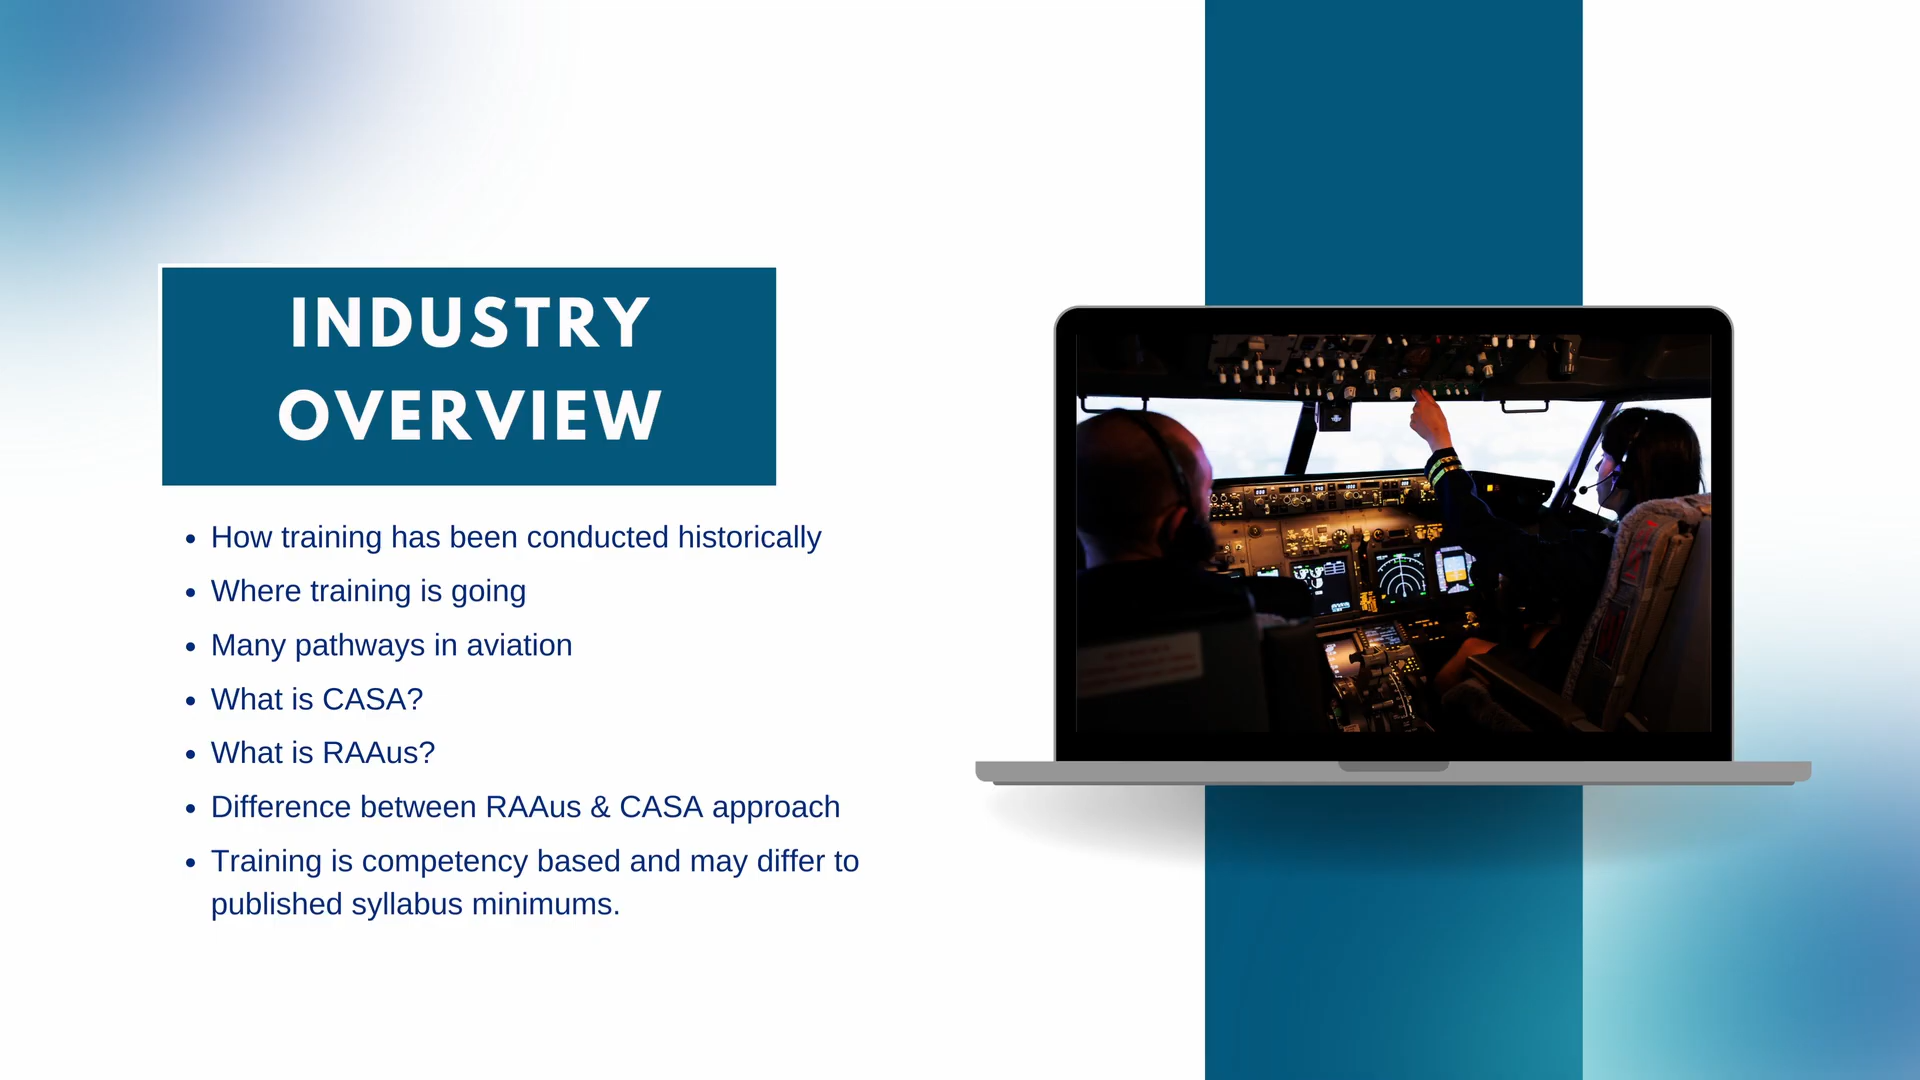 INDUSTRY
OVERVIEW
• How training has been conducted historically
• Where training is going
• Many pathways in aviation
• What is CASA?
• What is RAAus?
• Difference between RAAus & CASA approach
• Training is competency based and may differ to
published syllabus minimums.